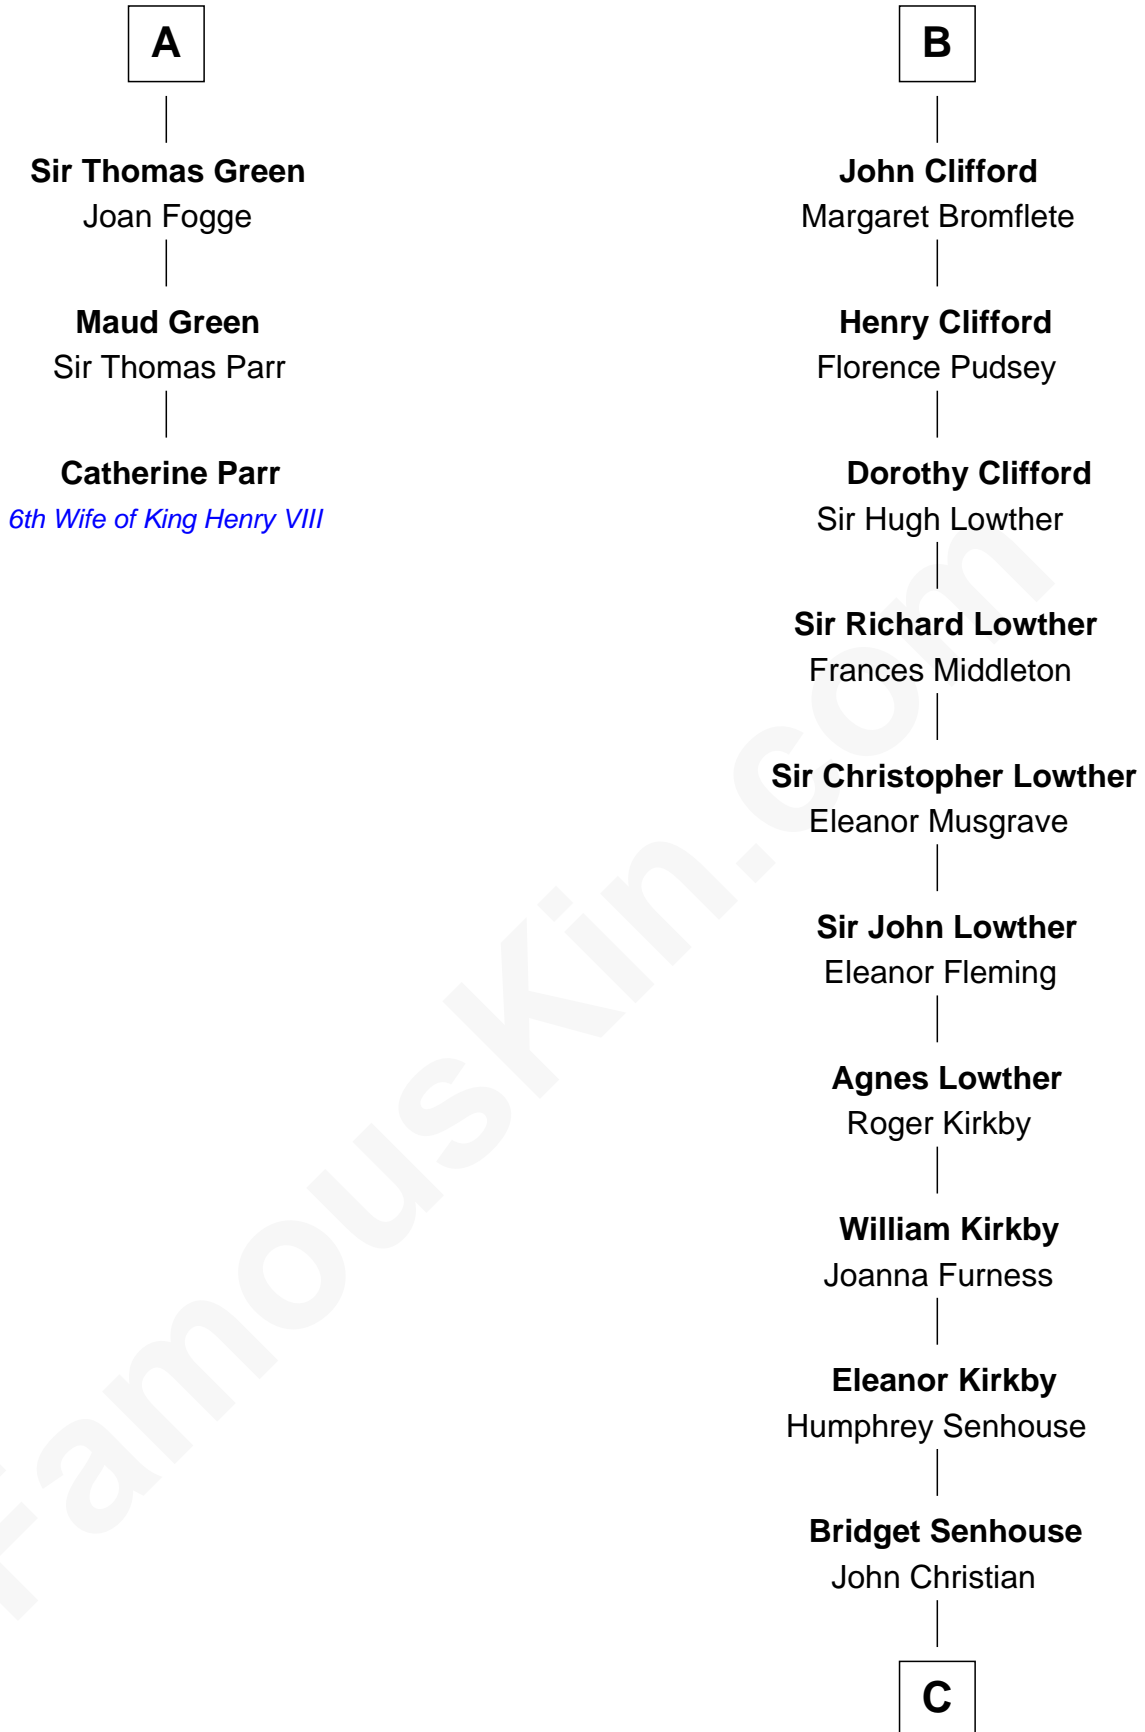 A
Sir Thomas Green
Joan Fogge
Maud Green
Sir Thomas Parr
Catherine Parr
6th Wife of King Henry VIII
B
John Clifford
Margaret Bromflete
Henry Clifford
Florence Pudsey
Dorothy Clifford
Sir Hugh Lowther
Sir Richard Lowther
Frances Middleton
Sir Christopher Lowther
Eleanor Musgrave
Sir John Lowther
Eleanor Fleming
Agnes Lowther
Roger Kirkby
William Kirkby
Joanna Furness
Eleanor Kirkby
Humphrey Senhouse
Bridget Senhouse
John Christian
C
FamousKin.com